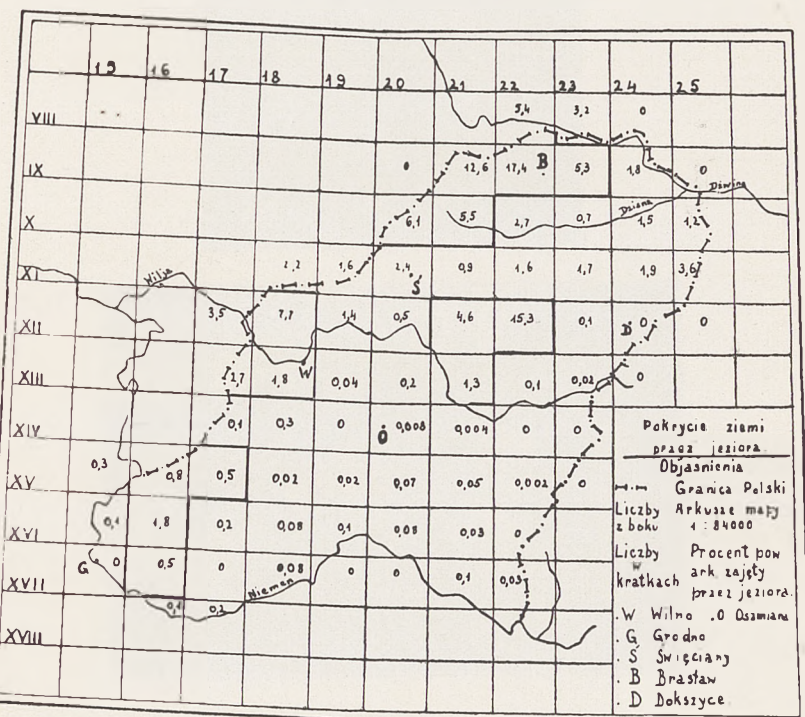 15 16 17 18 19 20 21 22 23 24 25
VIII 5,4 3,2 0
IX 0 12,6 17,4 B 5,3 1,8 0 Dźwina
X 6,1 5,5 2,7 0,7 Dzisna 1,5 1,2
XI Wilja 2,2 1,6 2,4 Ś 0,9 1,6 1,7 1,9 3,6
XII 3,5 7,7 1,4 0,5 4,6 15,3 0,1 D 0 0
XIII 2,7 1,8 W 0,04 0,2 1,3 0,1 0,02 0
XIV 0,1 0,3 0 O 0,008 0,004 0 0
XV 0,3 0,8 0,5 0,02 0,02 0,07 0,05 0,002 0
XVI 0,1 1,8 0,2 0,08 0,1 0,08 0,03 0
XVII G 0 0,5 0 0,08 0 0 0,1 0,03
XVIII 0,1 0,2 Niemen
Pokrycie ziemi
przez jeziora
Objaśnienia
Granica Polski
Liczby z boku Arkusze mapy 1:84000
Liczby w kratkach Procent pow ark zajęty przez jeziora.
.W Wilno .O Oszmiana
.G Grodno
.Ś Święciany
.B Brasław
.D Dokszyce